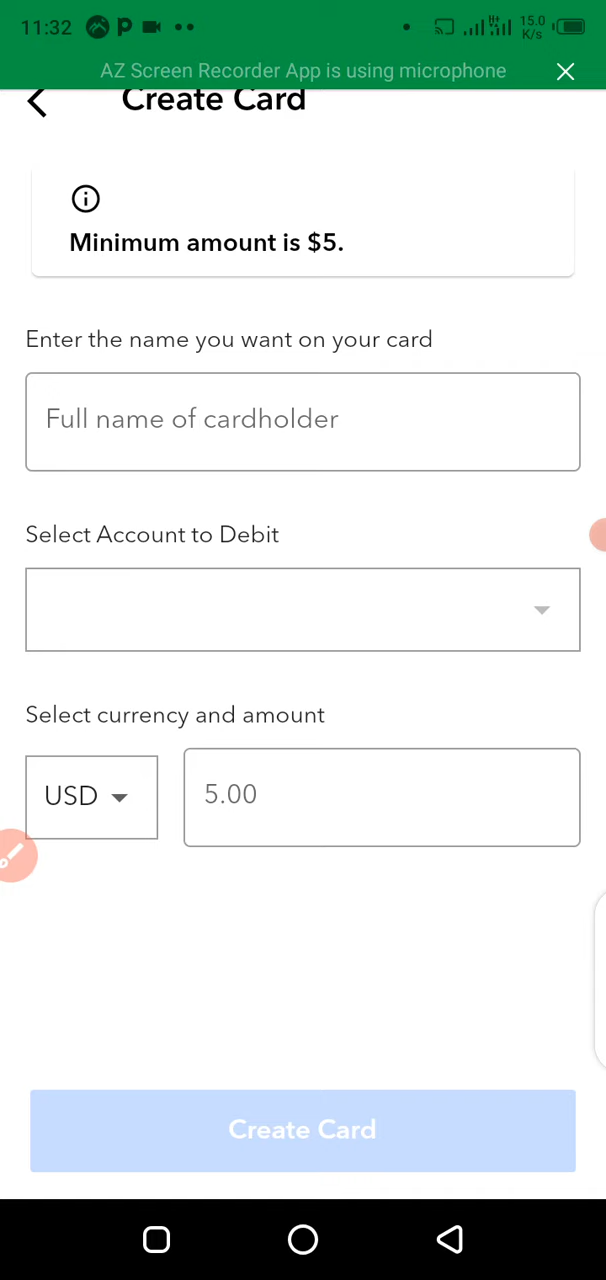 11:32
15.0
K/s
AZ Screen Recorder App is using microphone
Create Card
Minimum amount is $5.
Enter the name you want on your card
Full name of cardholder
Select Account to Debit
Select currency and amount
USD
5.00
Create Card